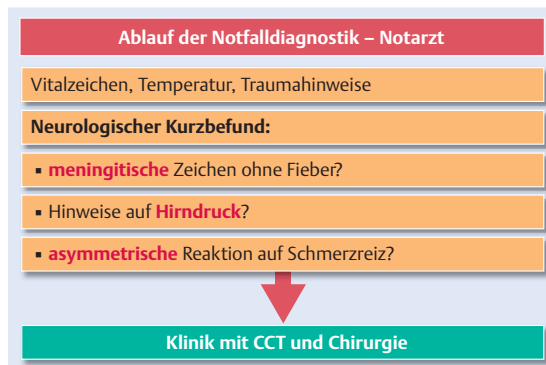 Ablauf der Notfalldiagnostik – Notarzt
Vitalzeichen, Temperatur, Traumahinweise
Neurologischer Kurzbefund:
▪ meningitische Zeichen ohne Fieber?
▪ Hinweise auf Hirndruck?
▪ asymmetrische Reaktion auf Schmerzreiz?
Klinik mit CCT und Chirurgie